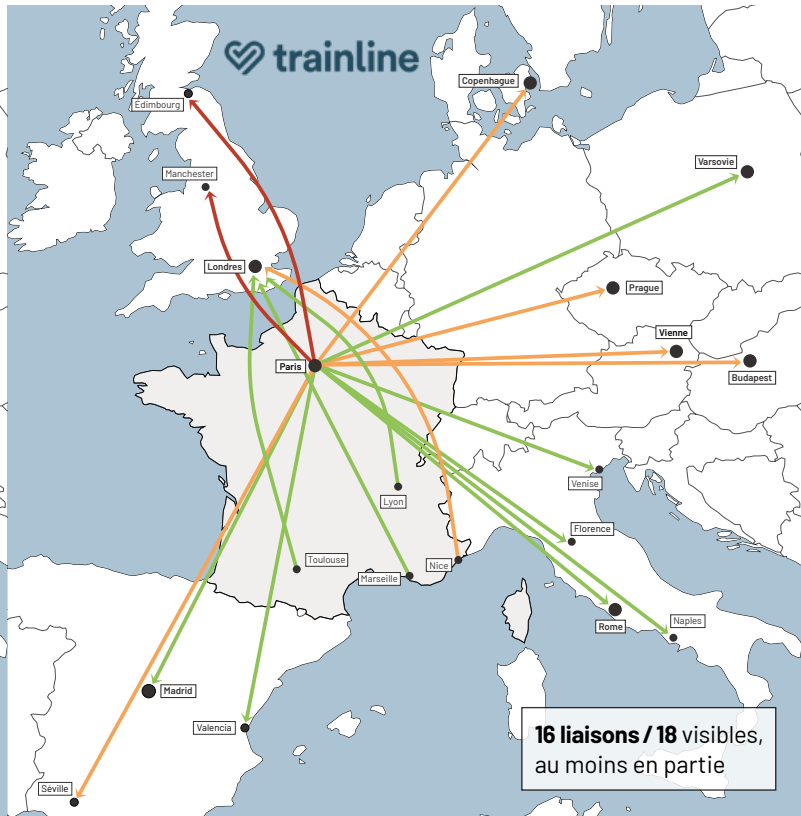 trainline
Copenhague
Édimbourg
Varsovie
Manchester
Londres
Prague
Vienne
Paris
Budapest
Venise
Lyon
Florence
Toulouse
Nice
Marseille
Rome
Naples
Madrid
Valencia
16 liaisons / 18 visibles,
au moins en partie
Séville